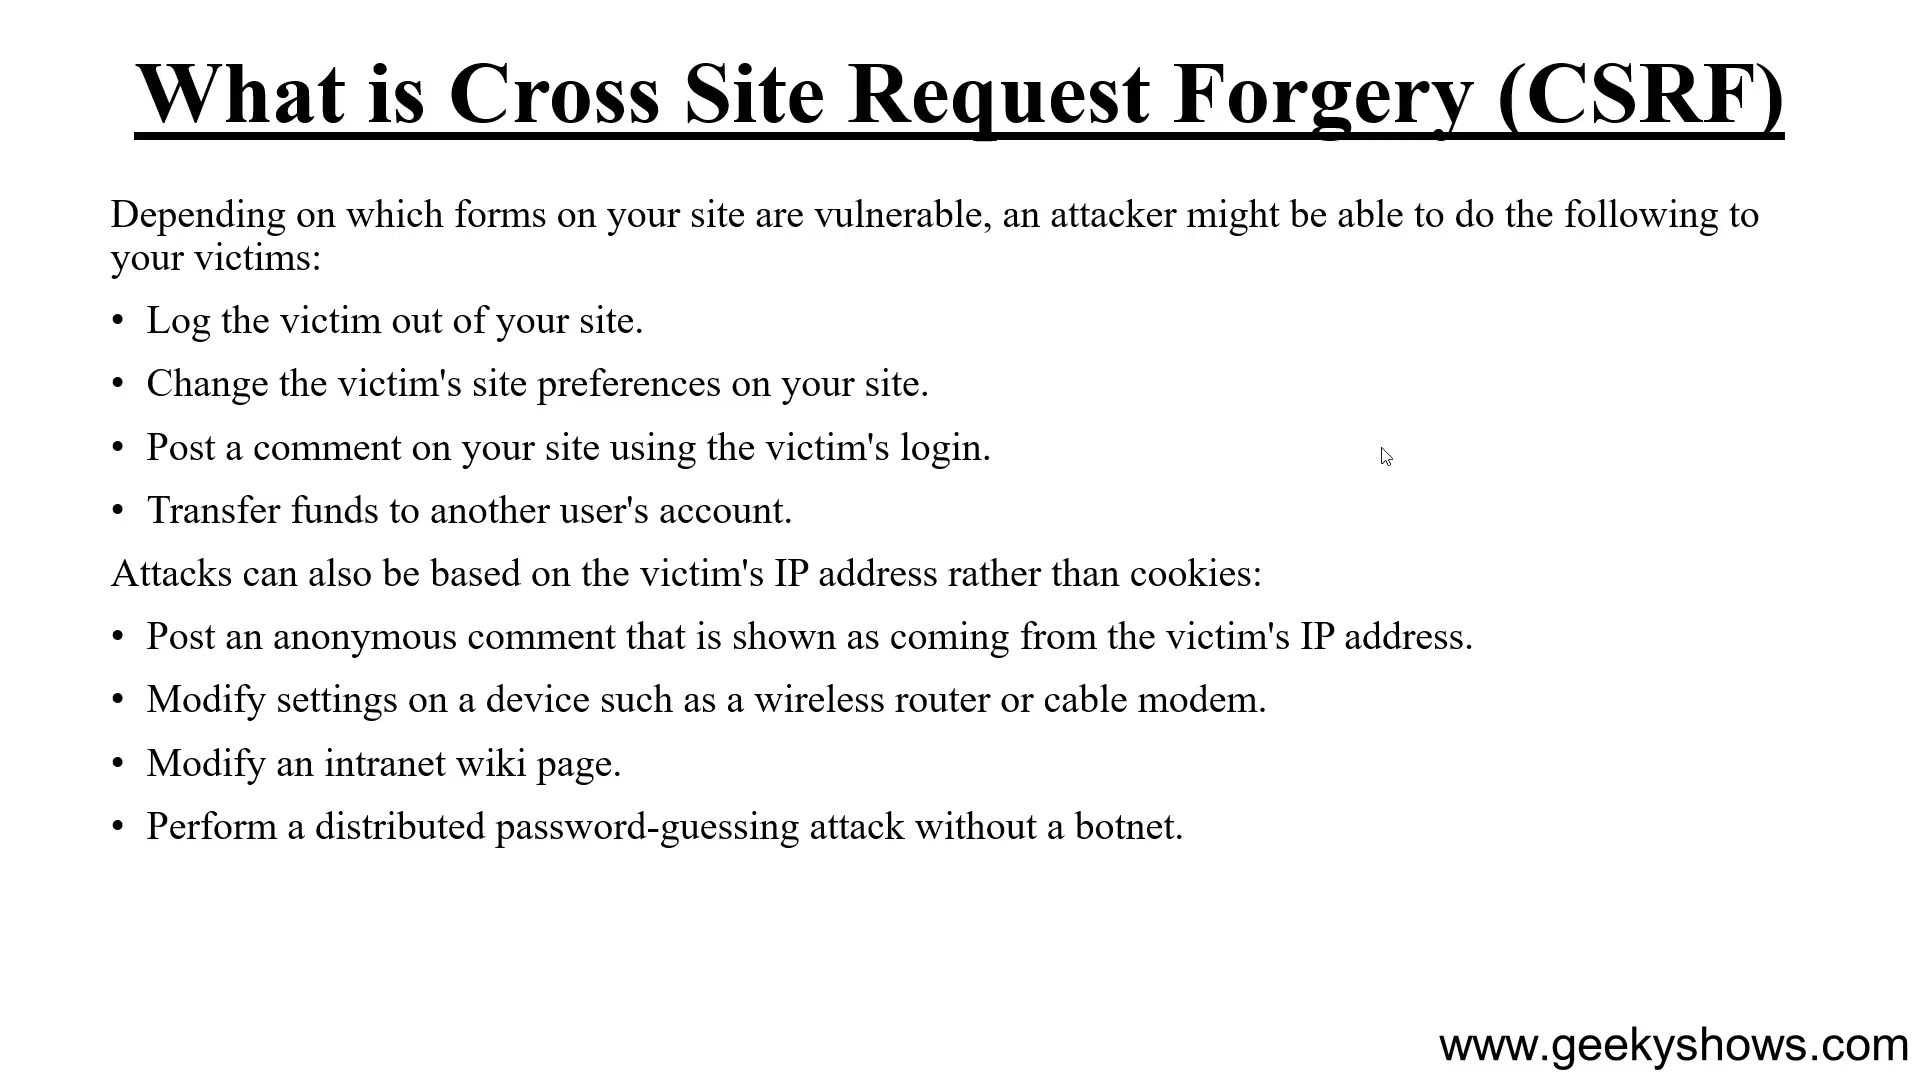 What is Cross Site Request Forgery (CSRF)
Depending on which forms on your site are vulnerable, an attacker might be able to do the following to
your victims:
• Log the victim out of your site.
• Change the victim's site preferences on your site.
• Post a comment on your site using the victim's login.
• Transfer funds to another user's account.
Attacks can also be based on the victim's IP address rather than cookies:
• Post an anonymous comment that is shown as coming from the victim's IP address.
• Modify settings on a device such as a wireless router or cable modem.
• Modify an intranet wiki page.
• Perform a distributed password-guessing attack without a botnet.
www.geekyshows.com